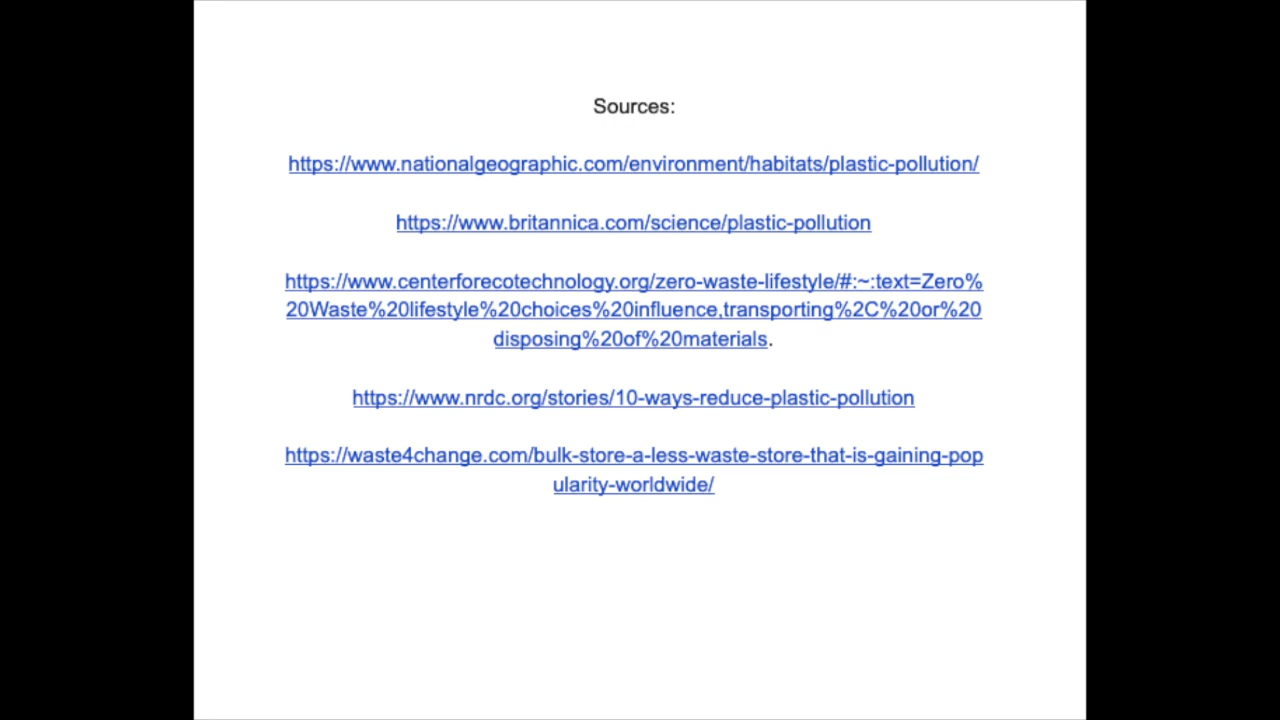 Sources:
https://www.nationalgeographic.com/environment/habitats/plastic-pollution/
https://www.britannica.com/science/plastic-pollution
https://www.centerforecotechnology.org/zero-waste-lifestyle/#:~:text=Zero%
20Waste%20lifestyle%20choices%20influence,transporting%2C%20or%20
disposing%20of%20materials.
https://www.nrdc.org/stories/10-ways-reduce-plastic-pollution
https://waste4change.com/bulk-store-a-less-waste-store-that-is-gaining-pop
ularity-worldwide/